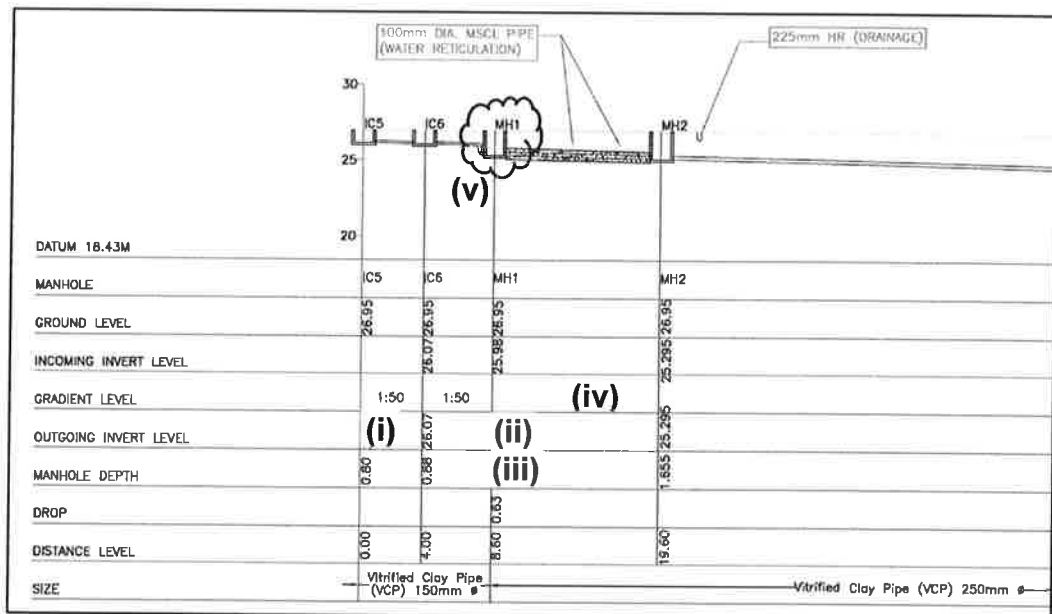 100mm DIA. MSCL PIPE
(WATER RETICULATION)
225mm HR (DRAINAGE)
30
IC5
IC6
MH1
MH2
25
(v)
20
DATUM 18.43M
MANHOLE IC5 IC6 MH1 MH2
GROUND LEVEL 26.95 26.95 26.95 26.95
INCOMING INVERT LEVEL 26.07 25.98 25.295
GRADIENT LEVEL 1:50 1:50 (iv)
OUTGOING INVERT LEVEL (i) 26.07 (ii) 25.295
MANHOLE DEPTH 0.80 0.88 (iii) 1.655
DROP 0.63
DISTANCE LEVEL 0.00 4.00 8.60 19.60
SIZE Vitrified Clay Pipe
(VCP) 150mm ø Vitrified Clay Pipe (VCP) 250mm ø